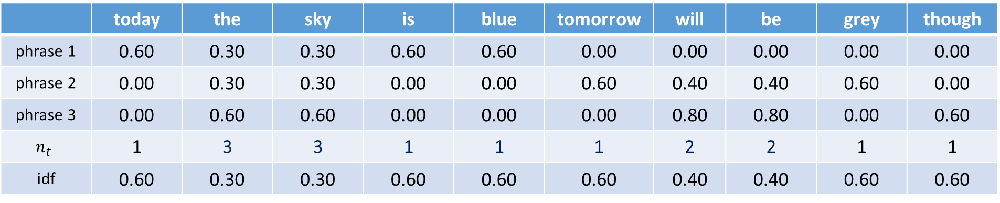 today the sky is blue tomorrow will be grey though
phrase 1 0.60 0.30 0.30 0.60 0.60 0.00 0.00 0.00 0.00 0.00
phrase 2 0.00 0.30 0.30 0.00 0.00 0.60 0.40 0.40 0.60 0.00
phrase 3 0.00 0.60 0.60 0.00 0.00 0.00 0.80 0.80 0.00 0.60
nₜ 1 3 3 1 1 1 2 2 1 1
idf 0.60 0.30 0.30 0.60 0.60 0.60 0.40 0.40 0.60 0.60